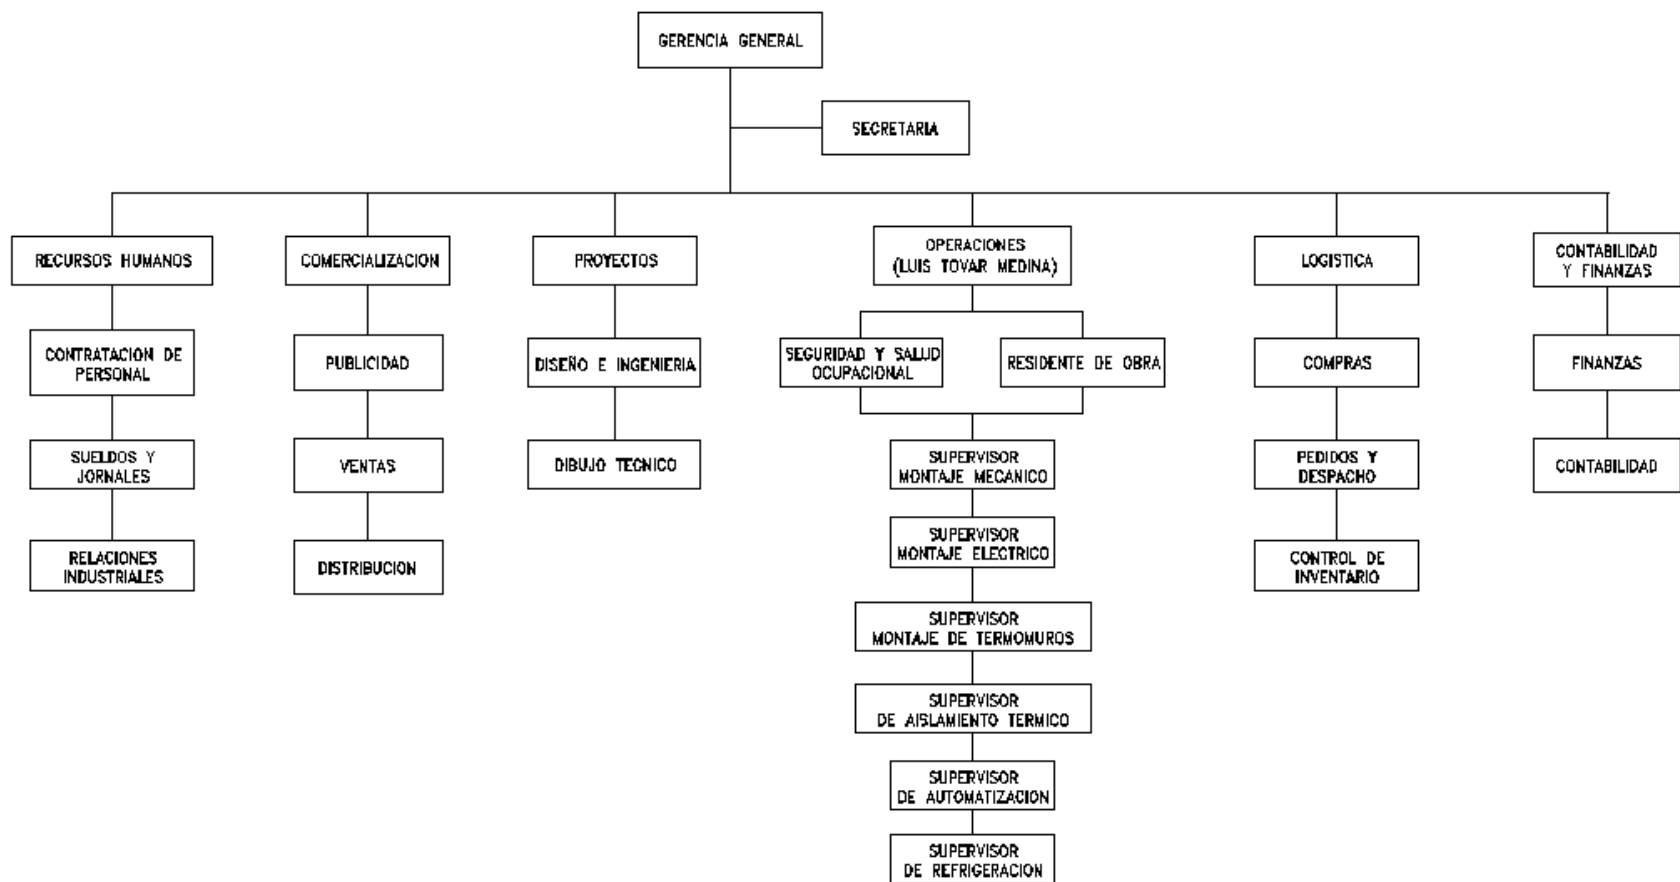 GERENCIA GENERAL
SECRETARIA
RECURSOS HUMANOS
COMERCIALIZACION
PROYECTOS
OPERACIONES
(LUIS TOVAR MEDINA)
LOGISTICA
CONTABILIDAD
Y FINANZAS
CONTRATACION DE
PERSONAL
PUBLICIDAD
DISEÑO E INGENIERIA
SEGURIDAD Y SALUD
OCUPACIONAL
RESIDENTE DE OBRA
COMPRAS
FINANZAS
SUELDOS Y
JORNALES
VENTAS
DIBUJO TECNICO
SUPERVISOR
MONTAJE MECANICO
PEDIDOS Y
DESPACHO
CONTABILIDAD
RELACIONES
INDUSTRIALES
DISTRIBUCION
SUPERVISOR
MONTAJE ELECTRICO
CONTROL DE
INVENTARIO
SUPERVISOR
MONTAJE DE TERMOMUROS
SUPERVISOR
DE AISLAMIENTO TERMICO
SUPERVISOR
DE AUTOMATIZACION
SUPERVISOR
DE REFRIGERACION